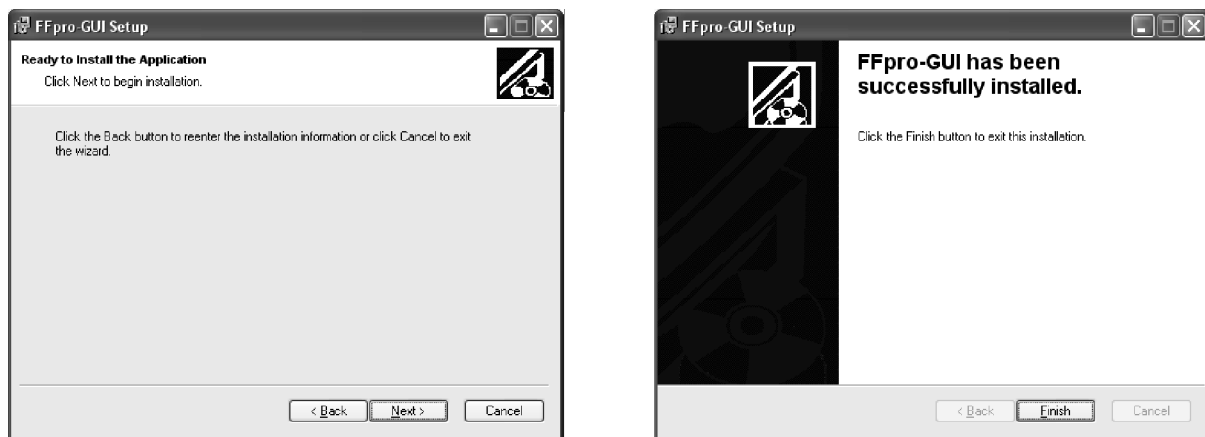 FFpro-GUI Setup
Ready to Install the Application
Click Next to begin installation.
Click the Back button to reenter the installation information or click Cancel to exit
the wizard.
< Back
Next >
Cancel
FFpro-GUI Setup
FFpro-GUI has been
successfully installed.
Click the Finish button to exit this installation.
< Back
Finish
Cancel